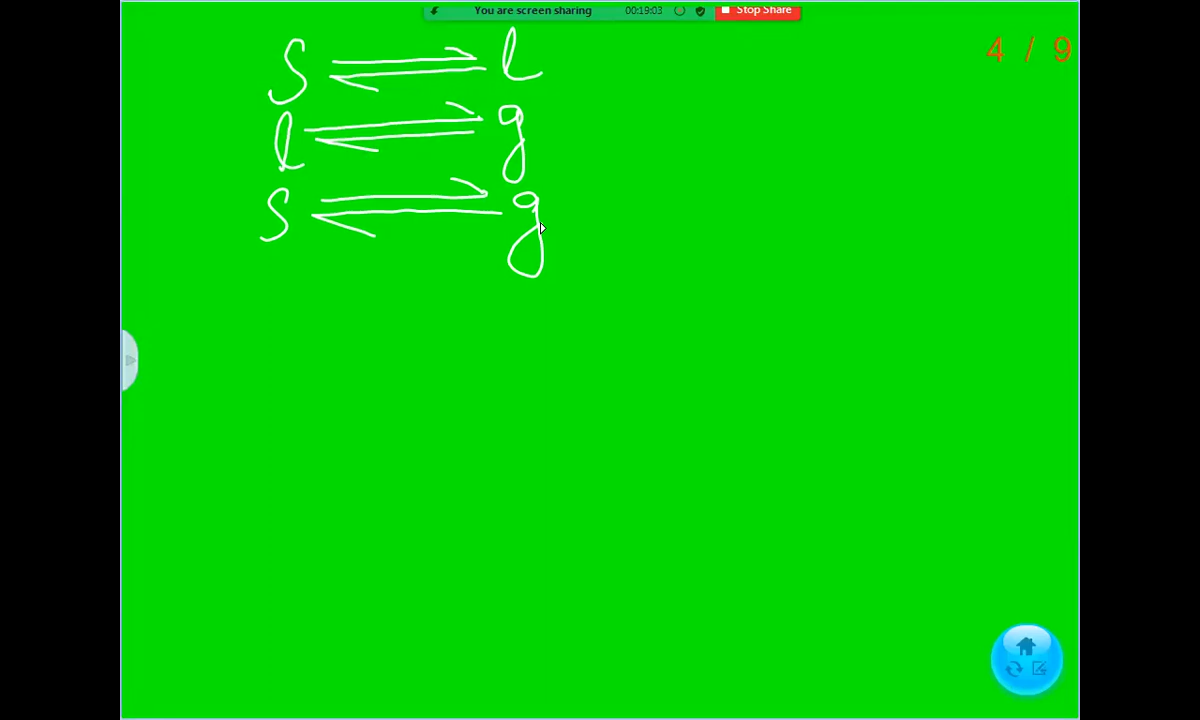 You are screen sharing 00:19:03 Stop Share
4 / 9
S ⇌ l
l ⇌ g
S ⇌ g